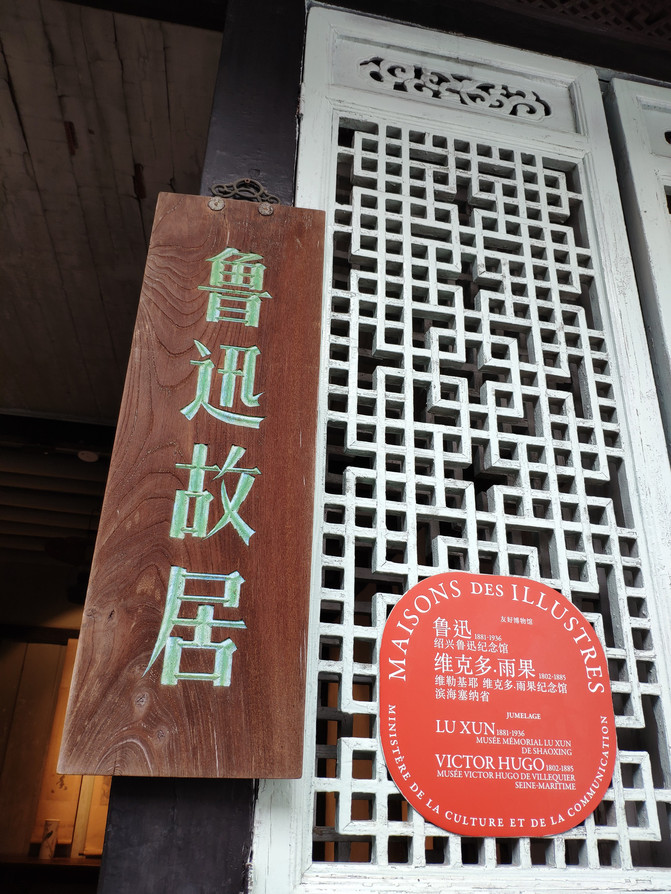 鲁迅故居
MAISONS DES ILLUSTRES
友好博物馆
鲁迅 1881-1936
绍兴鲁迅纪念馆
维克多·雨果 1802-1885
维勒基耶 维克多·雨果纪念馆
滨海塞纳省
JUMELAGE
LU XUN 1881-1936
MUSÉE MÉMORIAL LU XUN
DE SHAOXING
VICTOR HUGO 1802-1885
MUSÉE VICTOR HUGO DE VILLEQUIER
SEINE-MARITIME
MINISTÈRE DE LA CULTURE ET DE LA COMMUNICATION